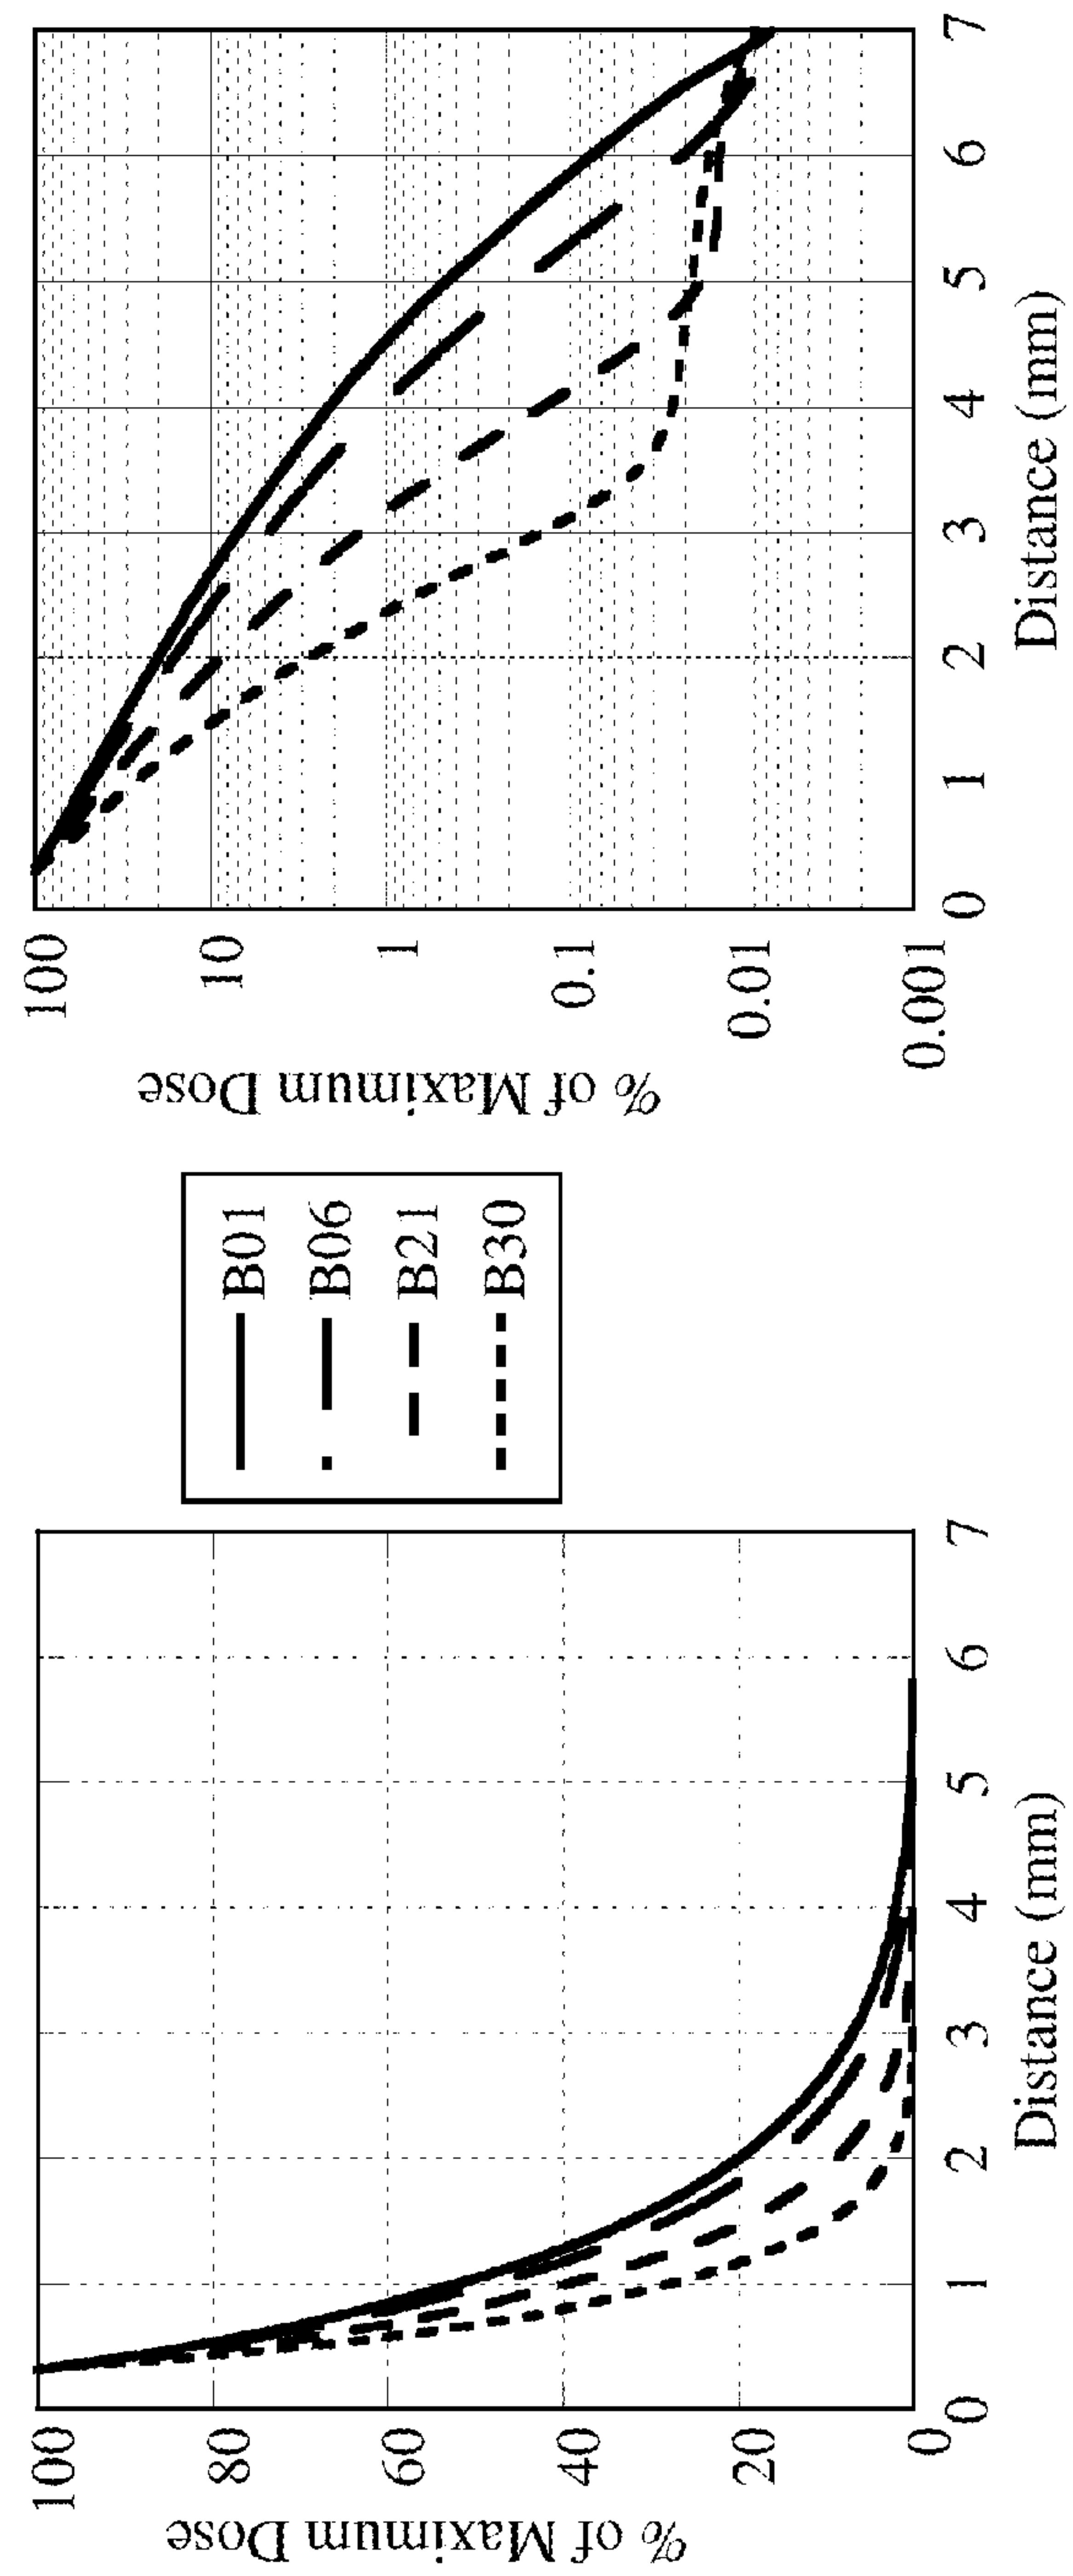 % of Maximum Dose
100
80
60
40
20
0
0 1 2 3 4 5 6 7
Distance (mm)
B01
B06
B21
B30
% of Maximum Dose
100
10
1
0.1
0.01
0.001
0 1 2 3 4 5 6 7
Distance (mm)